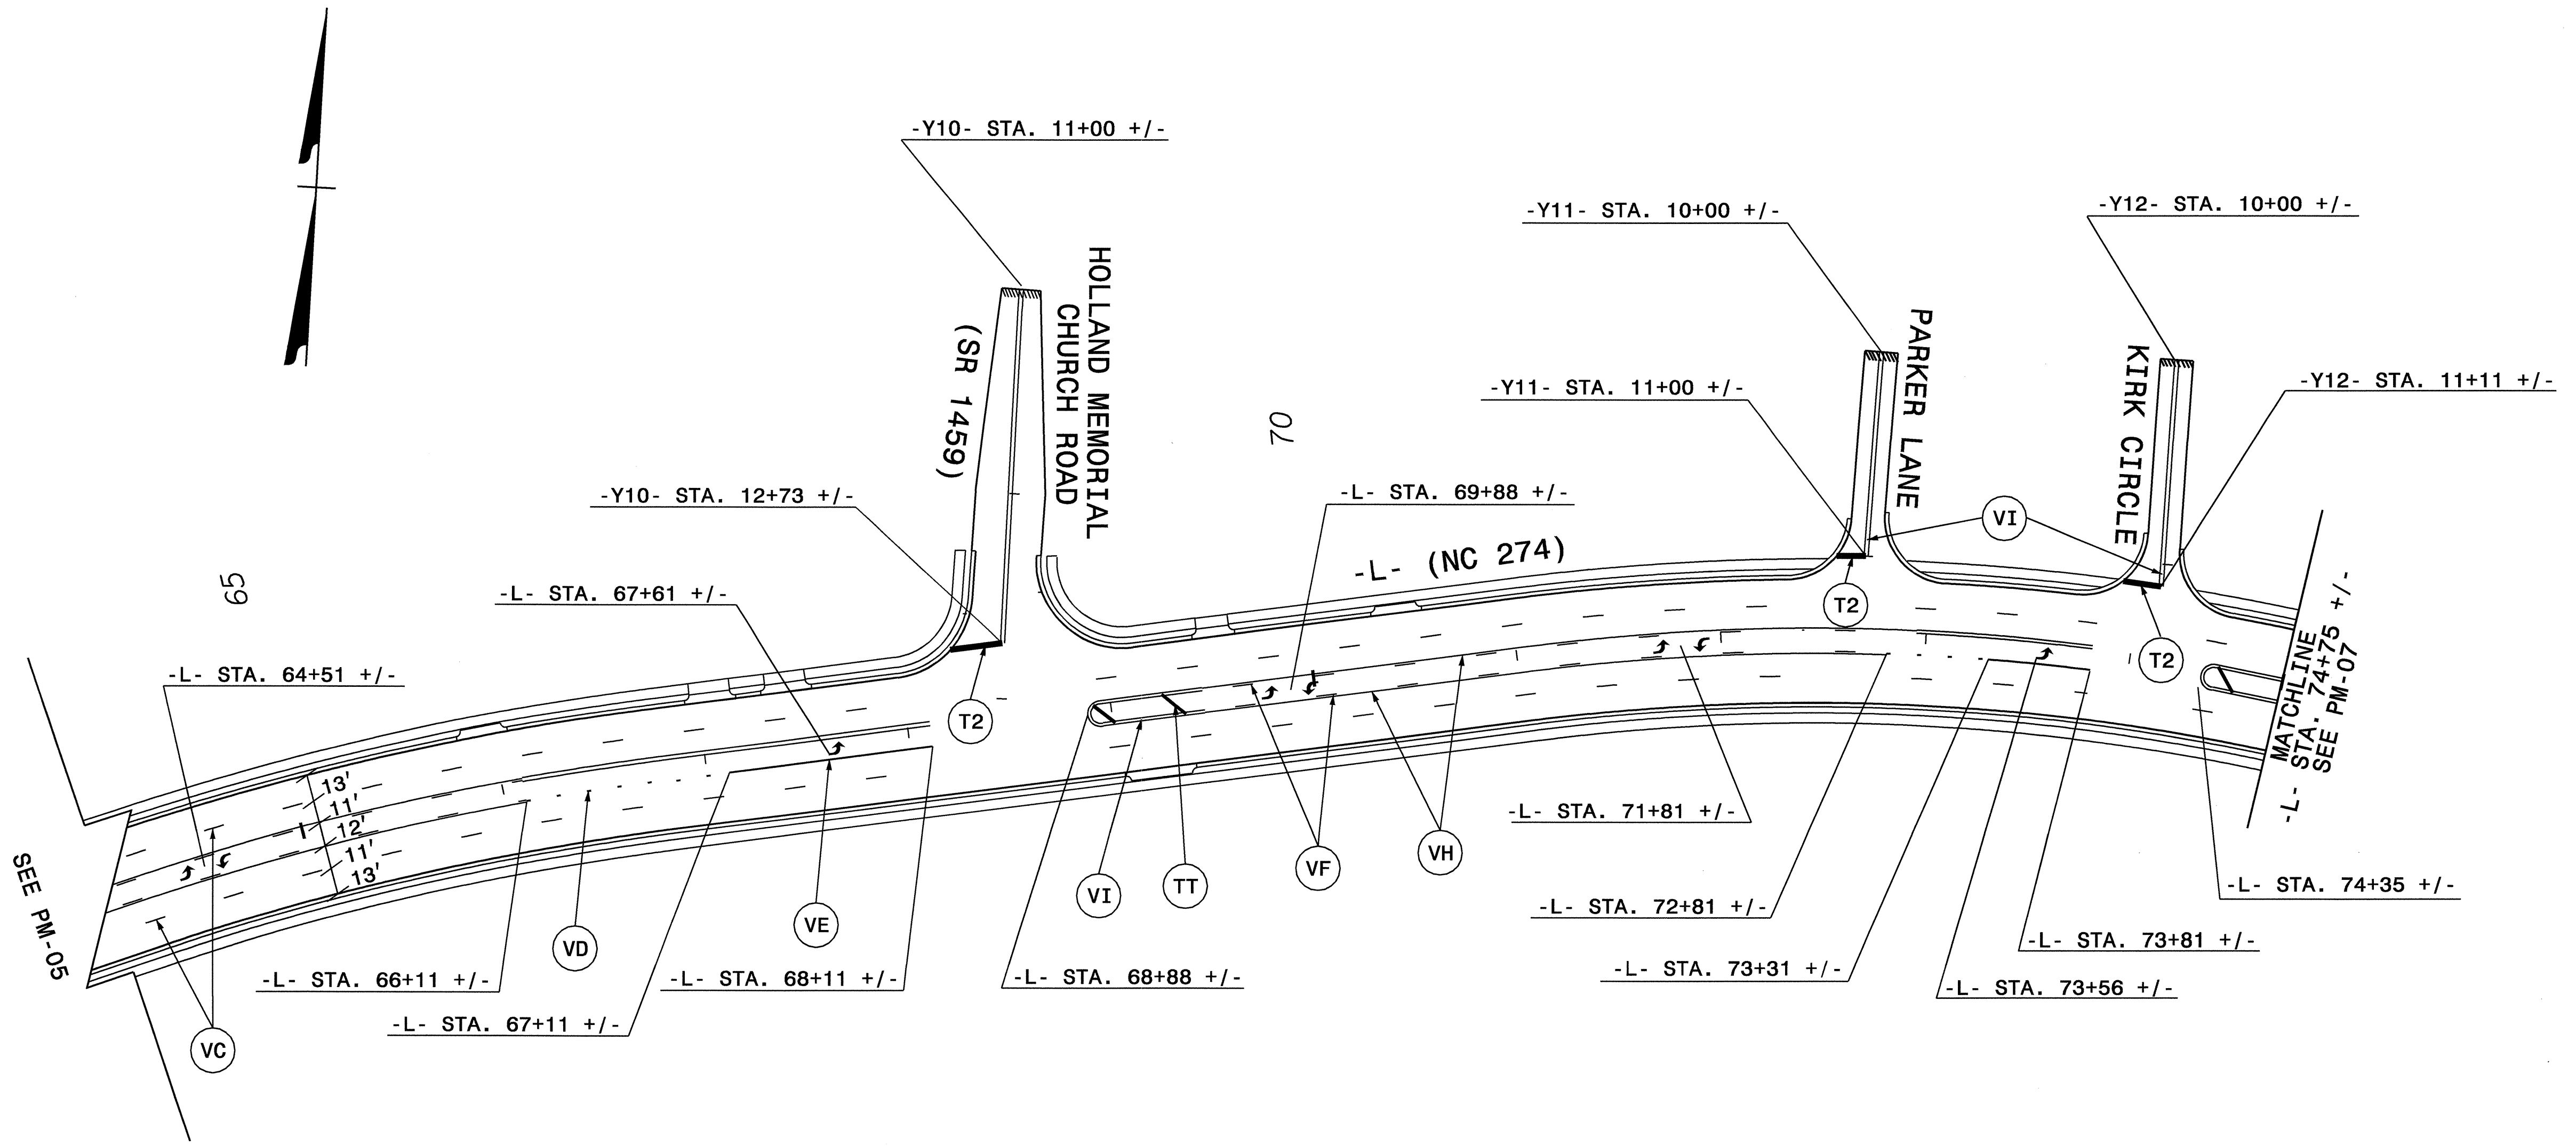 -Y10- STA. 11+00 +/-
-Y11- STA. 10+00 +/-
-Y12- STA. 10+00 +/-
HOLLAND MEMORIAL
CHURCH ROAD
(SR 1459)
PARKER LANE
KIRK CIRCLE
-Y11- STA. 11+00 +/-
-Y12- STA. 11+11 +/-
70
-Y10- STA. 12+73 +/-
-L- STA. 69+88 +/-
VI
-L- (NC 274)
65
-L- STA. 67+61 +/-
T2
T2
T2
-L- STA. 64+51 +/-
MATCHLINE
-L- STA. 74+75 +/-
SEE PM-07
13'
11'
12'
11'
13'
SEE PM-05
-L- STA. 71+81 +/-
VH
VF
TT
VI
VE
VD
-L- STA. 74+35 +/-
-L- STA. 72+81 +/-
-L- STA. 73+81 +/-
-L- STA. 73+31 +/-
-L- STA. 73+56 +/-
-L- STA. 66+11 +/-
-L- STA. 68+11 +/-
-L- STA. 68+88 +/-
-L- STA. 67+11 +/-
VC